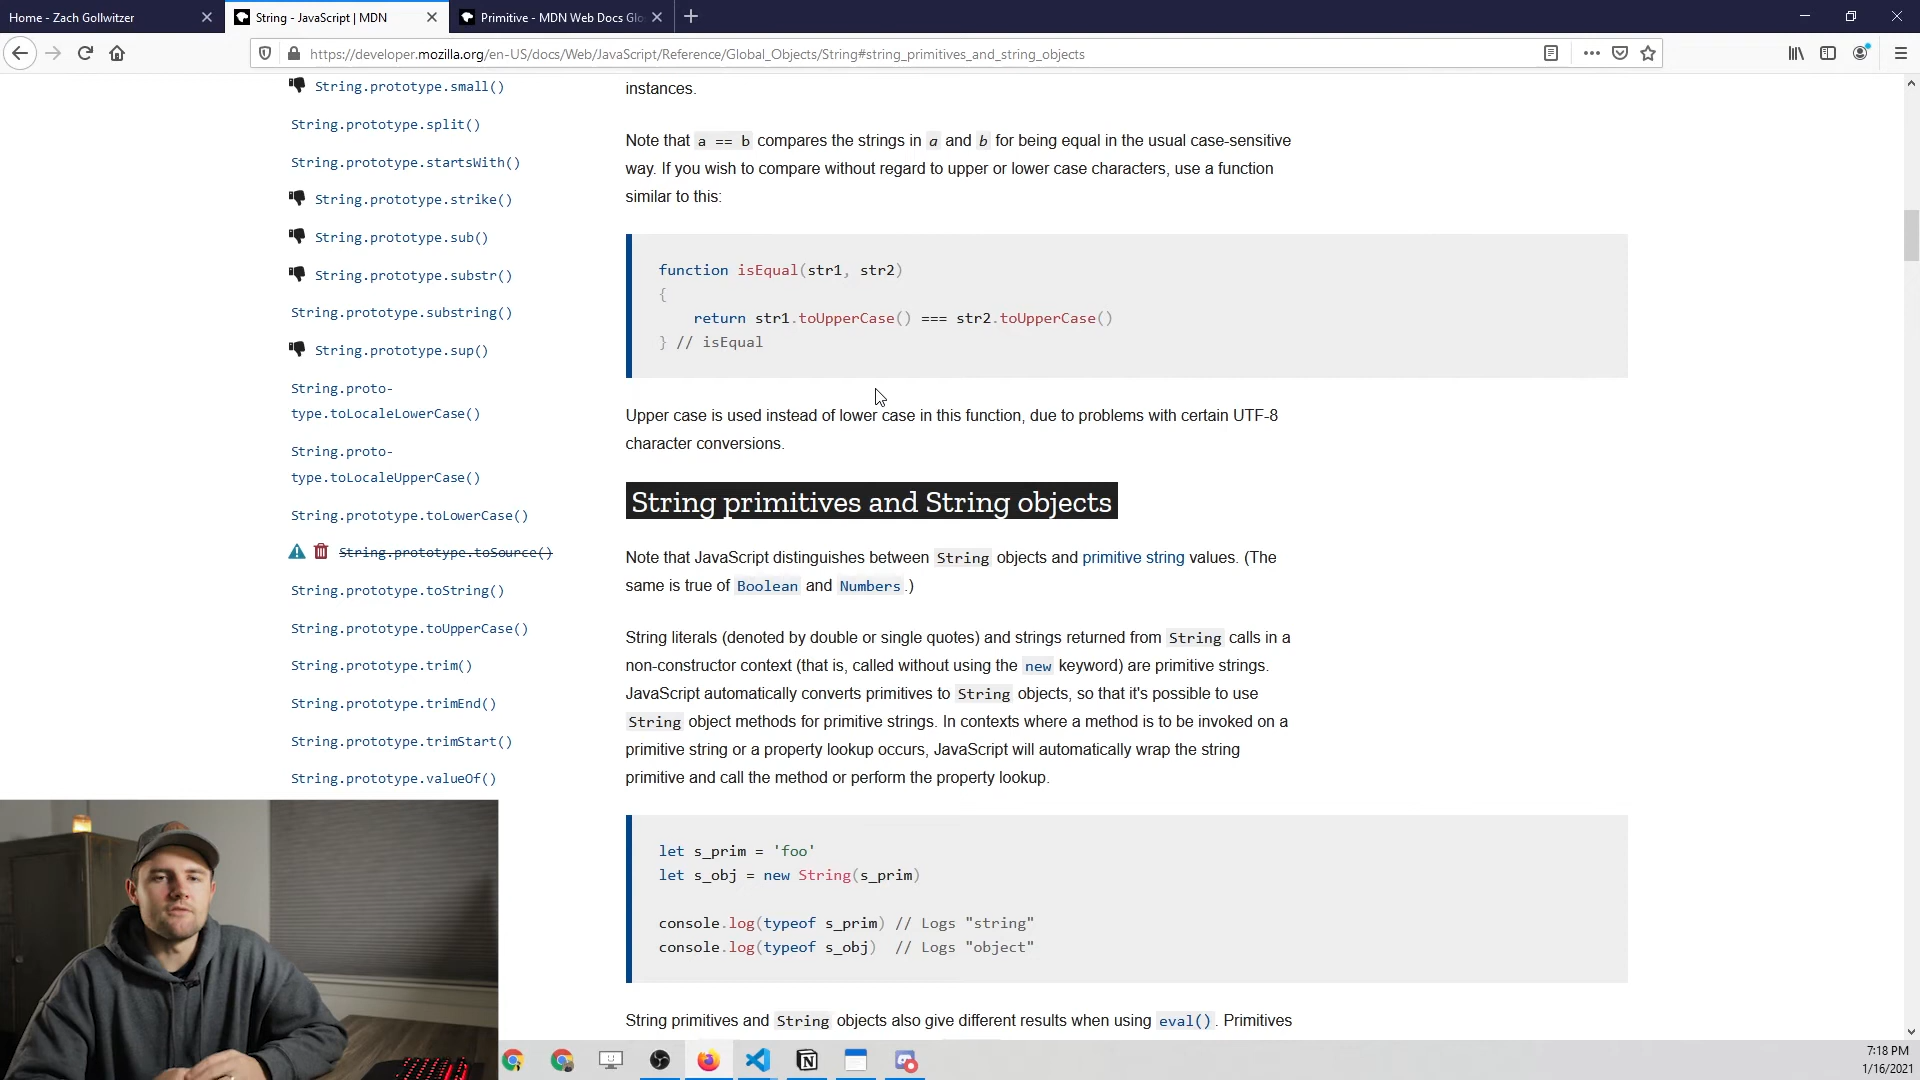 Home - Zach Gollwitzer
String - JavaScript | MDN
Primitive - MDN Web Docs Glo
https://developer.mozilla.org/en-US/docs/Web/JavaScript/Reference/Global_Objects/String#string_primitives_and_string_objects
String.prototype.small()
String.prototype.split()
String.prototype.startsWith()
String.prototype.strike()
String.prototype.sub()
String.prototype.substr()
String.prototype.substring()
String.prototype.sup()
String.proto-
type.toLocaleLowerCase()
String.proto-
type.toLocaleUpperCase()
String.prototype.toLowerCase()
String.prototype.toSource()
String.prototype.toString()
String.prototype.toUpperCase()
String.prototype.trim()
String.prototype.trimEnd()
String.prototype.trimStart()
String.prototype.valueOf()
instances.
Note that a == b compares the strings in a and b for being equal in the usual case-sensitive
way. If you wish to compare without regard to upper or lower case characters, use a function
similar to this:
function isEqual(str1, str2)
{
return str1.toUpperCase() === str2.toUpperCase()
} // isEqual
Upper case is used instead of lower case in this function, due to problems with certain UTF-8
character conversions.
String primitives and String objects
Note that JavaScript distinguishes between String objects and primitive string values. (The
same is true of Boolean and Numbers.)
String literals (denoted by double or single quotes) and strings returned from String calls in a
non-constructor context (that is, called without using the new keyword) are primitive strings.
JavaScript automatically converts primitives to String objects, so that it's possible to use
String object methods for primitive strings. In contexts where a method is to be invoked on a
primitive string or a property lookup occurs, JavaScript will automatically wrap the string
primitive and call the method or perform the property lookup.
let s_prim = 'foo'
let s_obj = new String(s_prim)
console.log(typeof s_prim) // Logs "string"
console.log(typeof s_obj)  // Logs "object"
String primitives and String objects also give different results when using eval(). Primitives
7:18 PM
1/16/2021